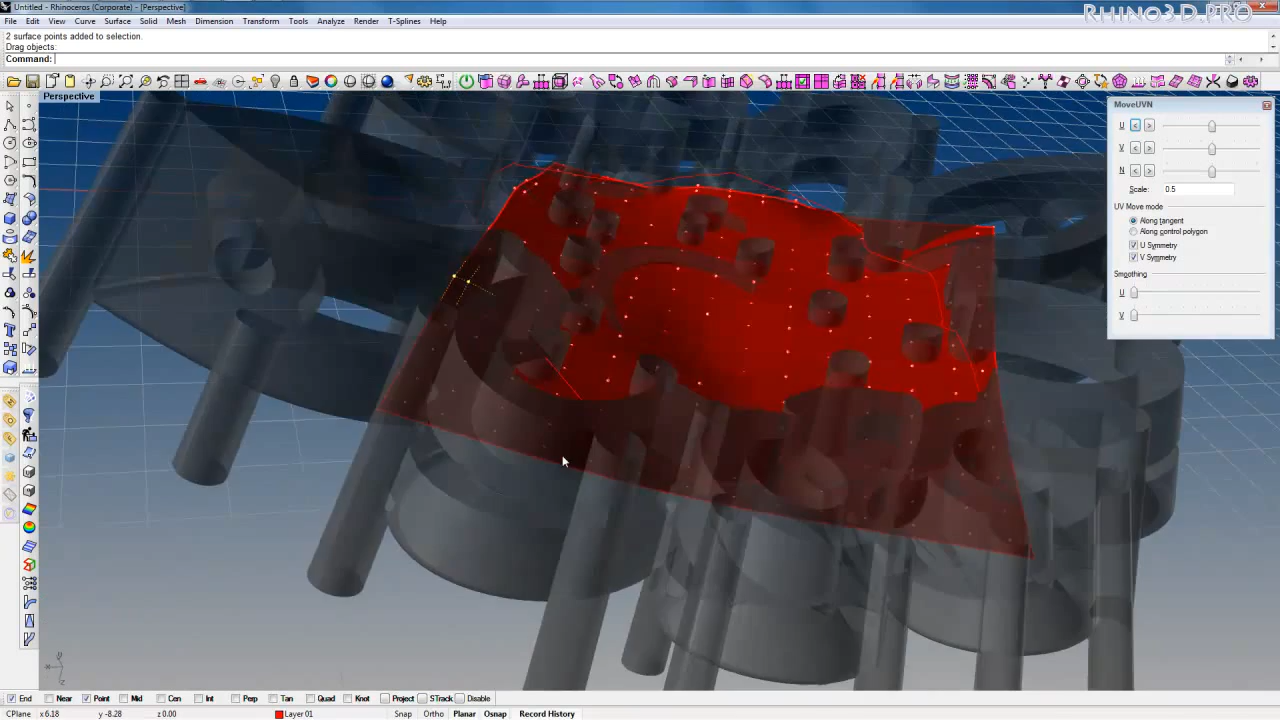 Untitled - Rhinoceros (Corporate) - [Perspective]
RHINO3D.PRO
File Edit View Curve Surface Solid Mesh Dimension Transform Tools Analyze Render T-Splines Help
2 surface points added to selection.
Drag objects:
Command:
Perspective
MoveUVN
U < >
V < >
N < >
Scale: 0.5
UV Move mode
Along tangent
Along control polygon
U Symmetry
V Symmetry
Smoothing
U
V
End Near Point Mid Cen Int Perp Tan Quad Knot Project STrack Disable
CPlane x 6.18 y -8.28 z 0.00 Layer 01 Snap Ortho Planar Osnap Record History